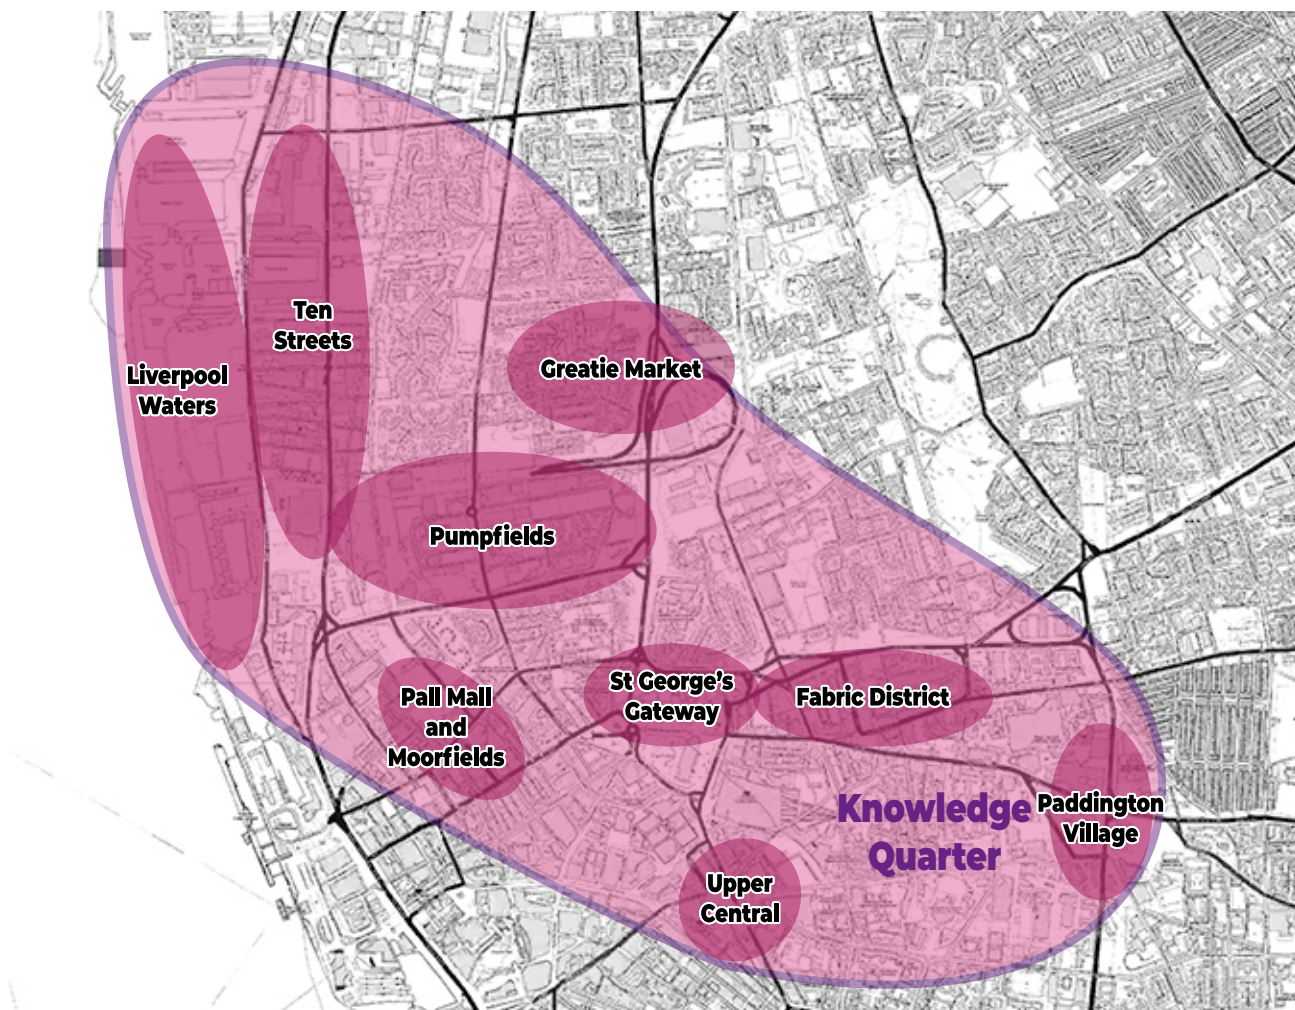 Ten
Streets
Liverpool
Waters
Greatie Market
Pumpfields
Pall Mall
and
Moorfields
St George's
Gateway
Fabric District
Knowledge
Quarter
Paddington
Village
Upper
Central